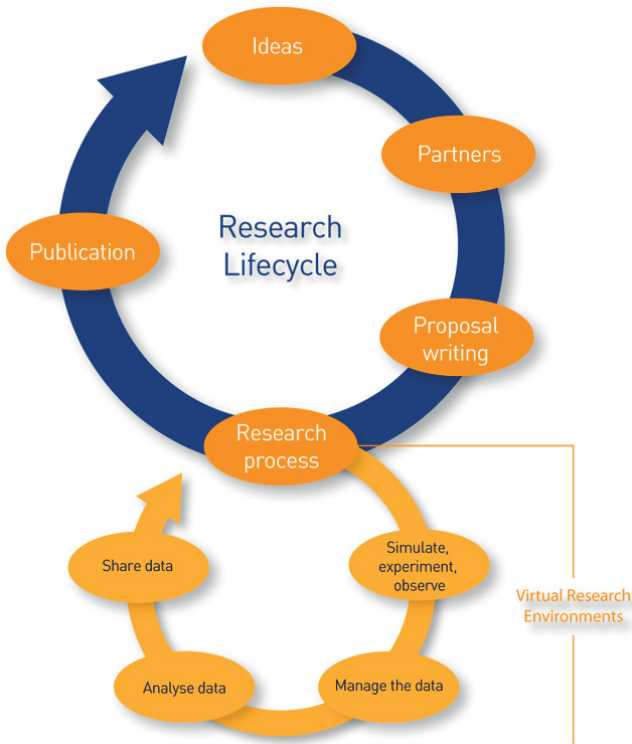 Ideas
Partners
Research
Lifecycle
Publication
Proposal
writing
Research
process
Simulate,
experiment,
observe
Share data
Virtual Research
Environments
Manage the data
Analyse data